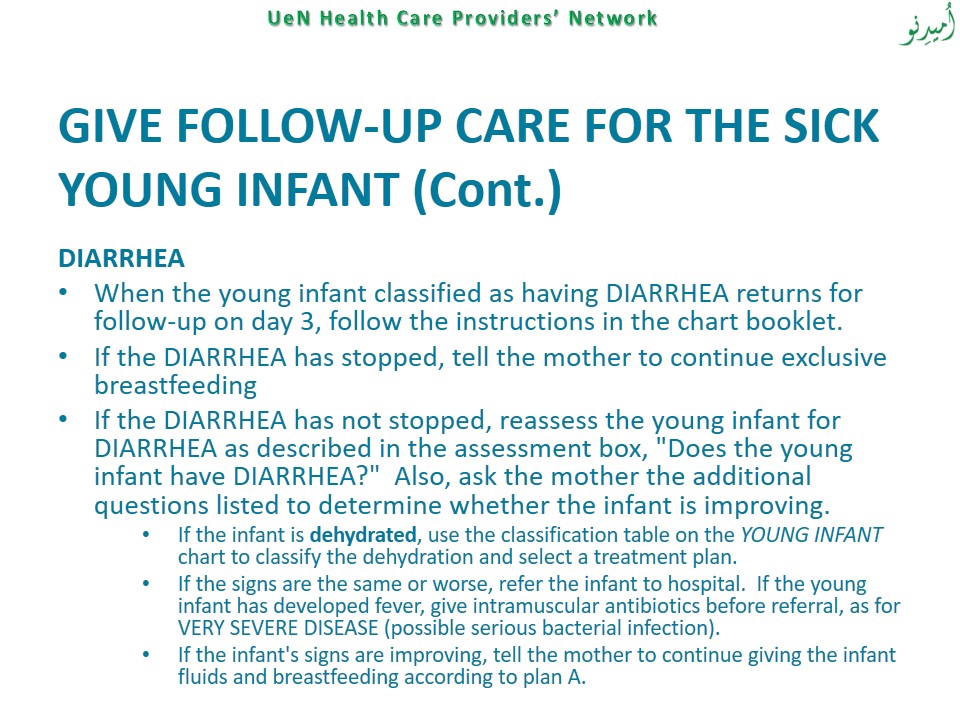 UeN Health Care Providers’ Network
اُمیدِنو
GIVE FOLLOW-UP CARE FOR THE SICK
YOUNG INFANT (Cont.)
DIARRHEA
• When the young infant classified as having DIARRHEA returns for
follow-up on day 3, follow the instructions in the chart booklet.
• If the DIARRHEA has stopped, tell the mother to continue exclusive
breastfeeding
• If the DIARRHEA has not stopped, reassess the young infant for
DIARRHEA as described in the assessment box, "Does the young
infant have DIARRHEA?"  Also, ask the mother the additional
questions listed to determine whether the infant is improving.
• If the infant is dehydrated, use the classification table on the YOUNG INFANT
chart to classify the dehydration and select a treatment plan.
• If the signs are the same or worse, refer the infant to hospital.  If the young
infant has developed fever, give intramuscular antibiotics before referral, as for
VERY SEVERE DISEASE (possible serious bacterial infection).
• If the infant's signs are improving, tell the mother to continue giving the infant
fluids and breastfeeding according to plan A.